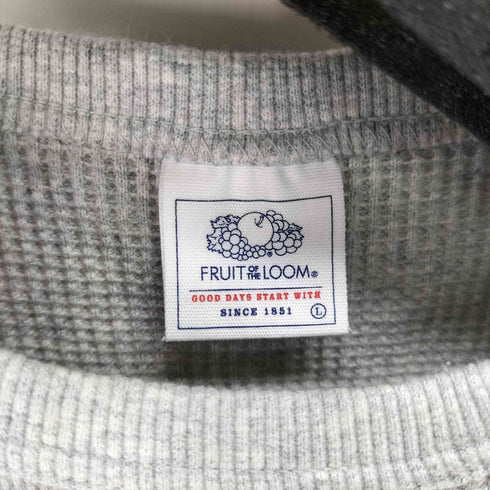 ®
FRUIT OF THE LOOM®
GOOD DAYS START WITH
SINCE 1851 Ⓛ